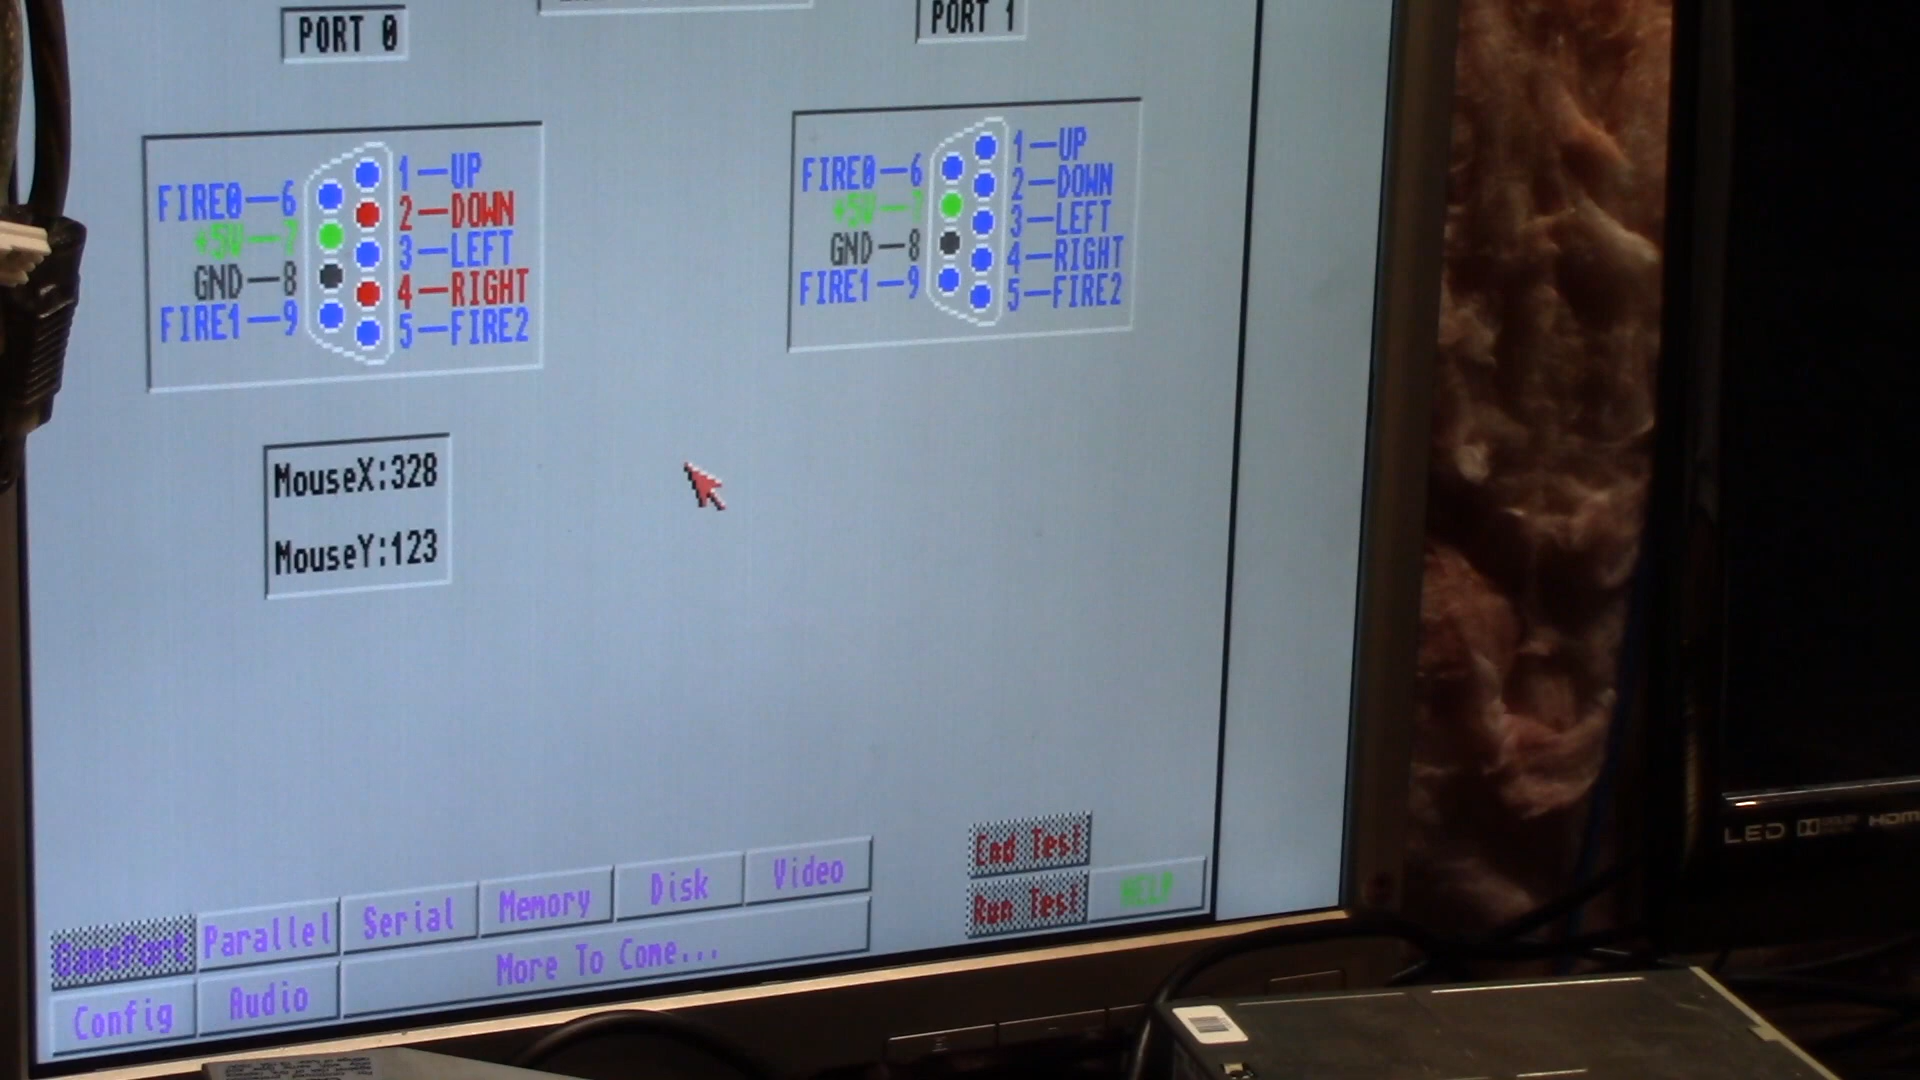 PORT 0
PORT 1
1—UP
FIRE0—6
2—DOWN
+5V—7
3—LEFT
GND—8
4—RIGHT
FIRE1—9
5—FIRE2
1—UP
FIRE0—6
2—DOWN
+5V—7
3—LEFT
GND—8
4—RIGHT
FIRE1—9
5—FIRE2
MouseX:328
MouseY:123
End Test
GamePort
Parallel
Serial
Memory
Disk
Video
Run Test
HELP
Config
Audio
More To Come...
LED
HDMI